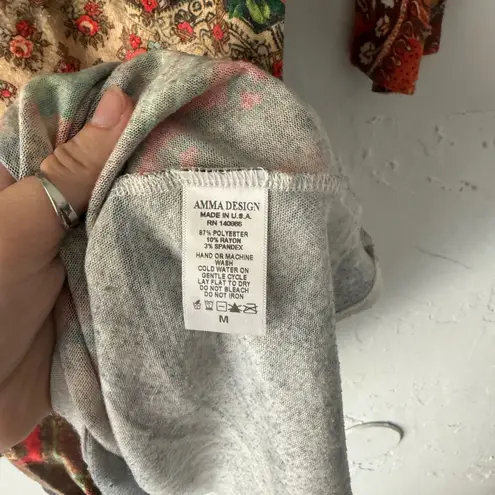 AMMA DESIGN
MADE IN U.S.A.
RN 140985
87% POLYESTER
10% RAYON
3% SPANDEX
HAND OR MACHINE
WASH
COLD WATER ON
GENTLE CYCLE
LAY FLAT TO DRY
DO NOT BLEACH
DO NOT IRON
M